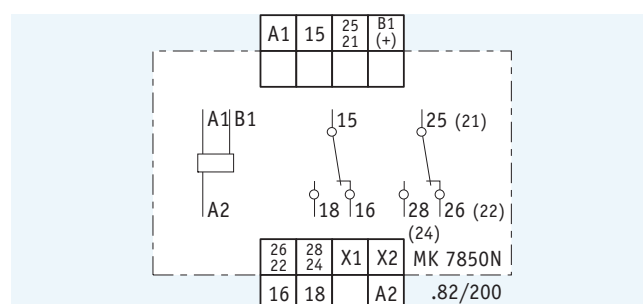 A1 15 25 21 B1 (+)
A1 B1 15 25 (21)
A2 18 16 28 (24) 26 (22)
26 22 28 24 X1 X2 MK 7850N
16 18 A2 .82/200